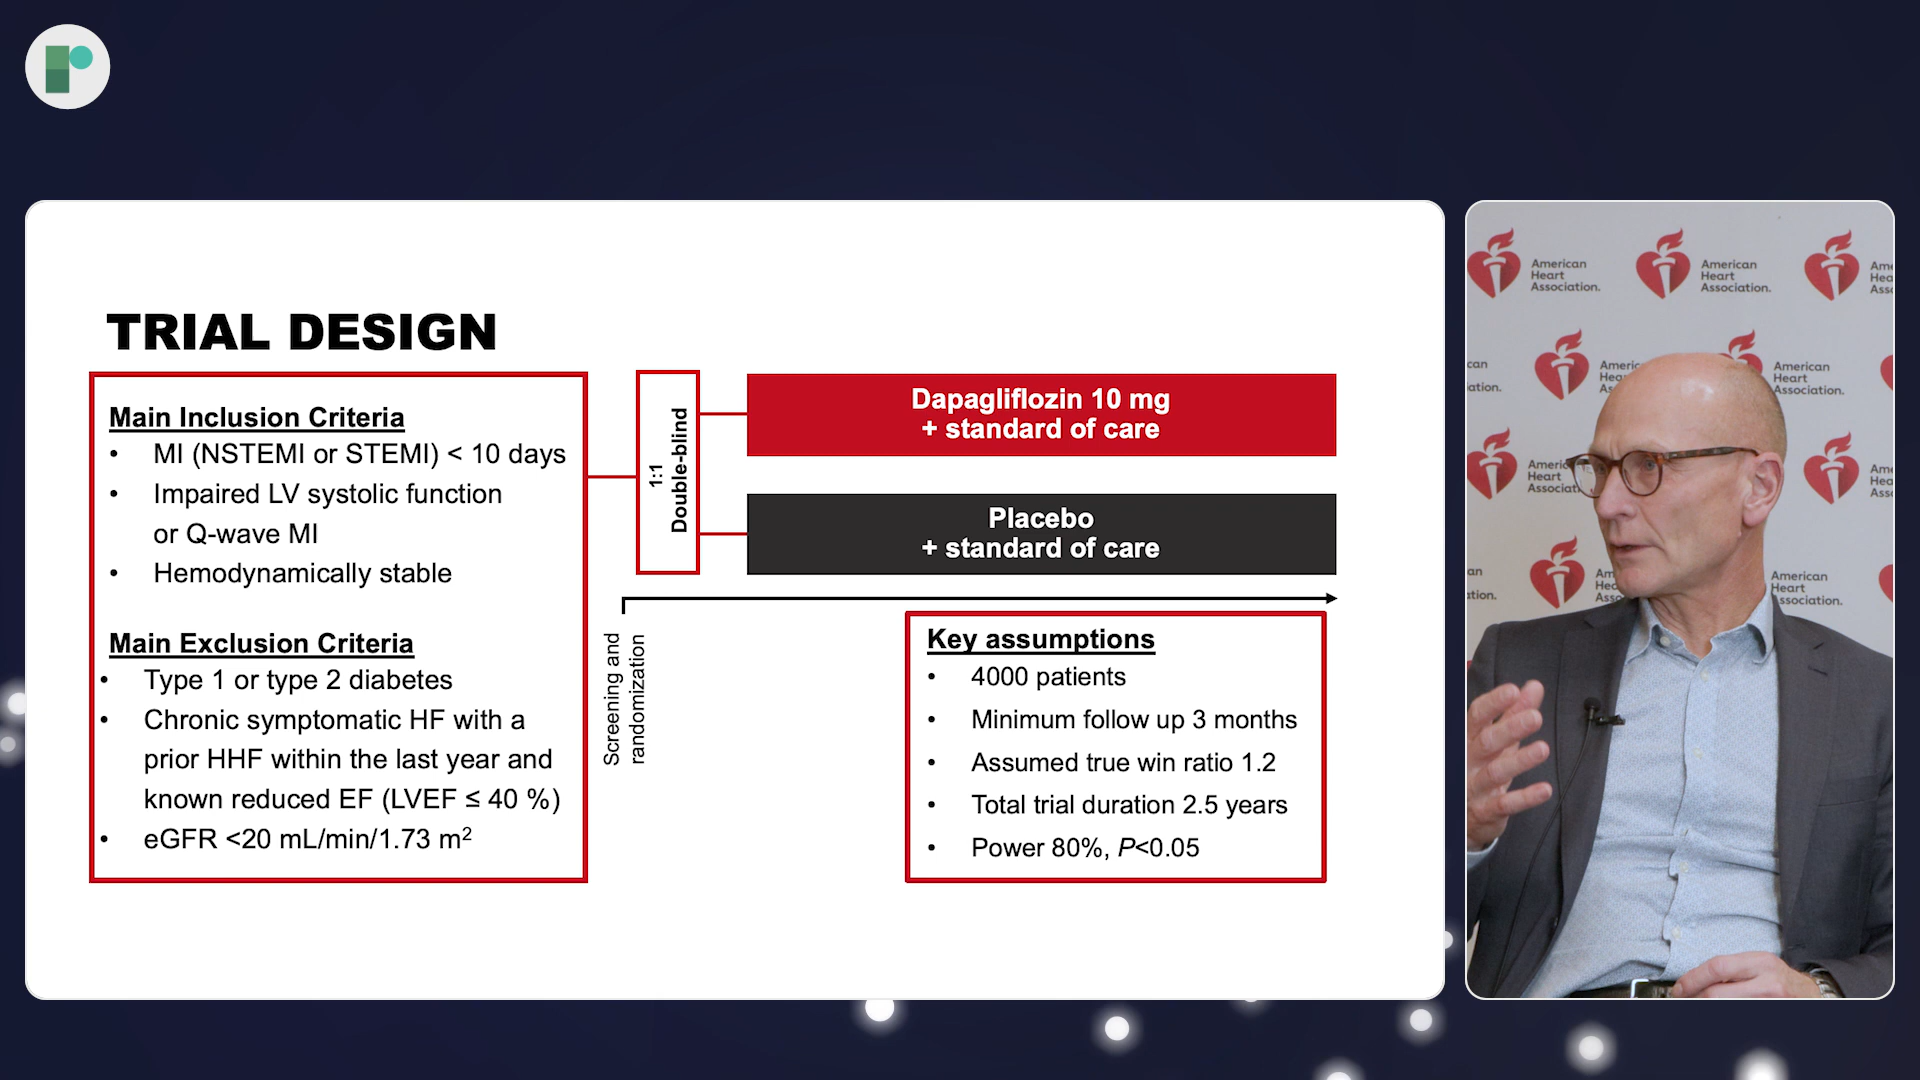 TRIAL DESIGN
Main Inclusion Criteria
• MI (NSTEMI or STEMI) < 10 days
• Impaired LV systolic function
or Q-wave MI
• Hemodynamically stable
Main Exclusion Criteria
• Type 1 or type 2 diabetes
• Chronic symptomatic HF with a
prior HHF within the last year and
known reduced EF (LVEF ≤ 40 %)
• eGFR <20 mL/min/1.73 m²
1:1
Double-blind
Dapagliflozin 10 mg
+ standard of care
Placebo
+ standard of care
Screening and
randomization
Key assumptions
• 4000 patients
• Minimum follow up 3 months
• Assumed true win ratio 1.2
• Total trial duration 2.5 years
• Power 80%, P<0.05
American
Heart
Association.
American
Heart
Association.
American
Heart
Association.
American
Heart
Association.